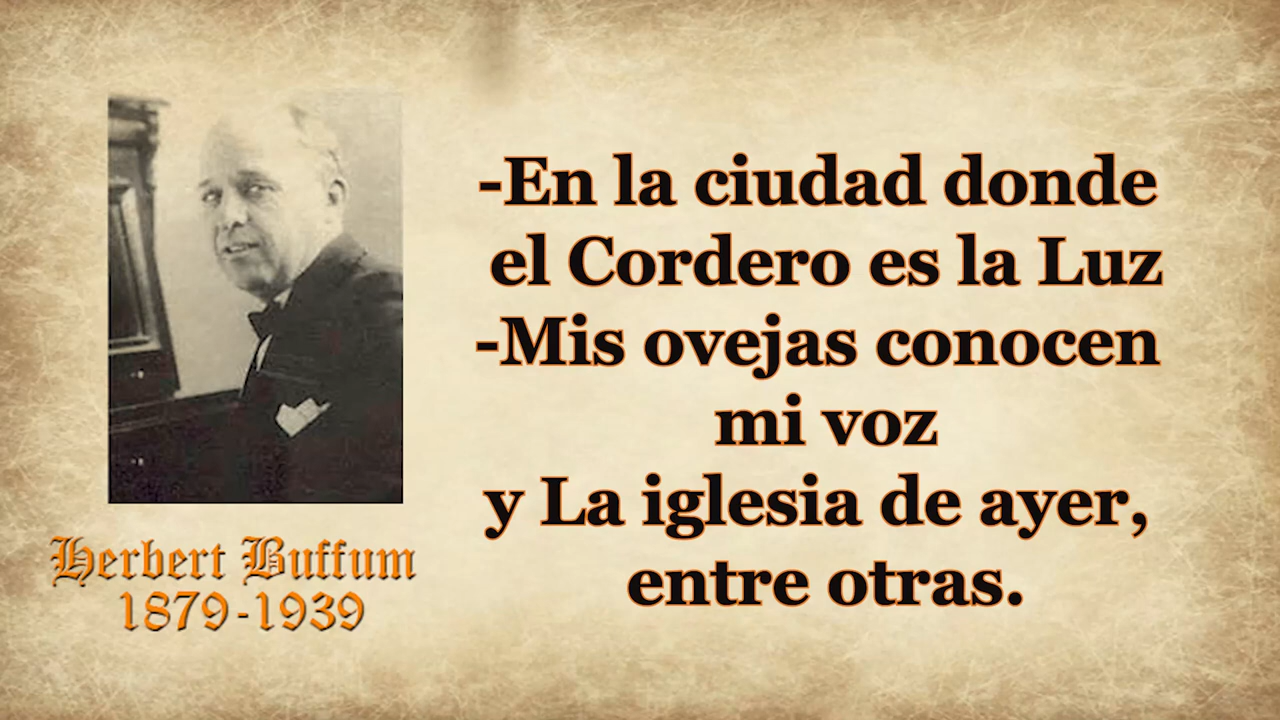 -En la ciudad donde
el Cordero es la Luz
-Mis ovejas conocen
mi voz
y La iglesia de ayer,
entre otras.
Herbert Buffum
1879-1939